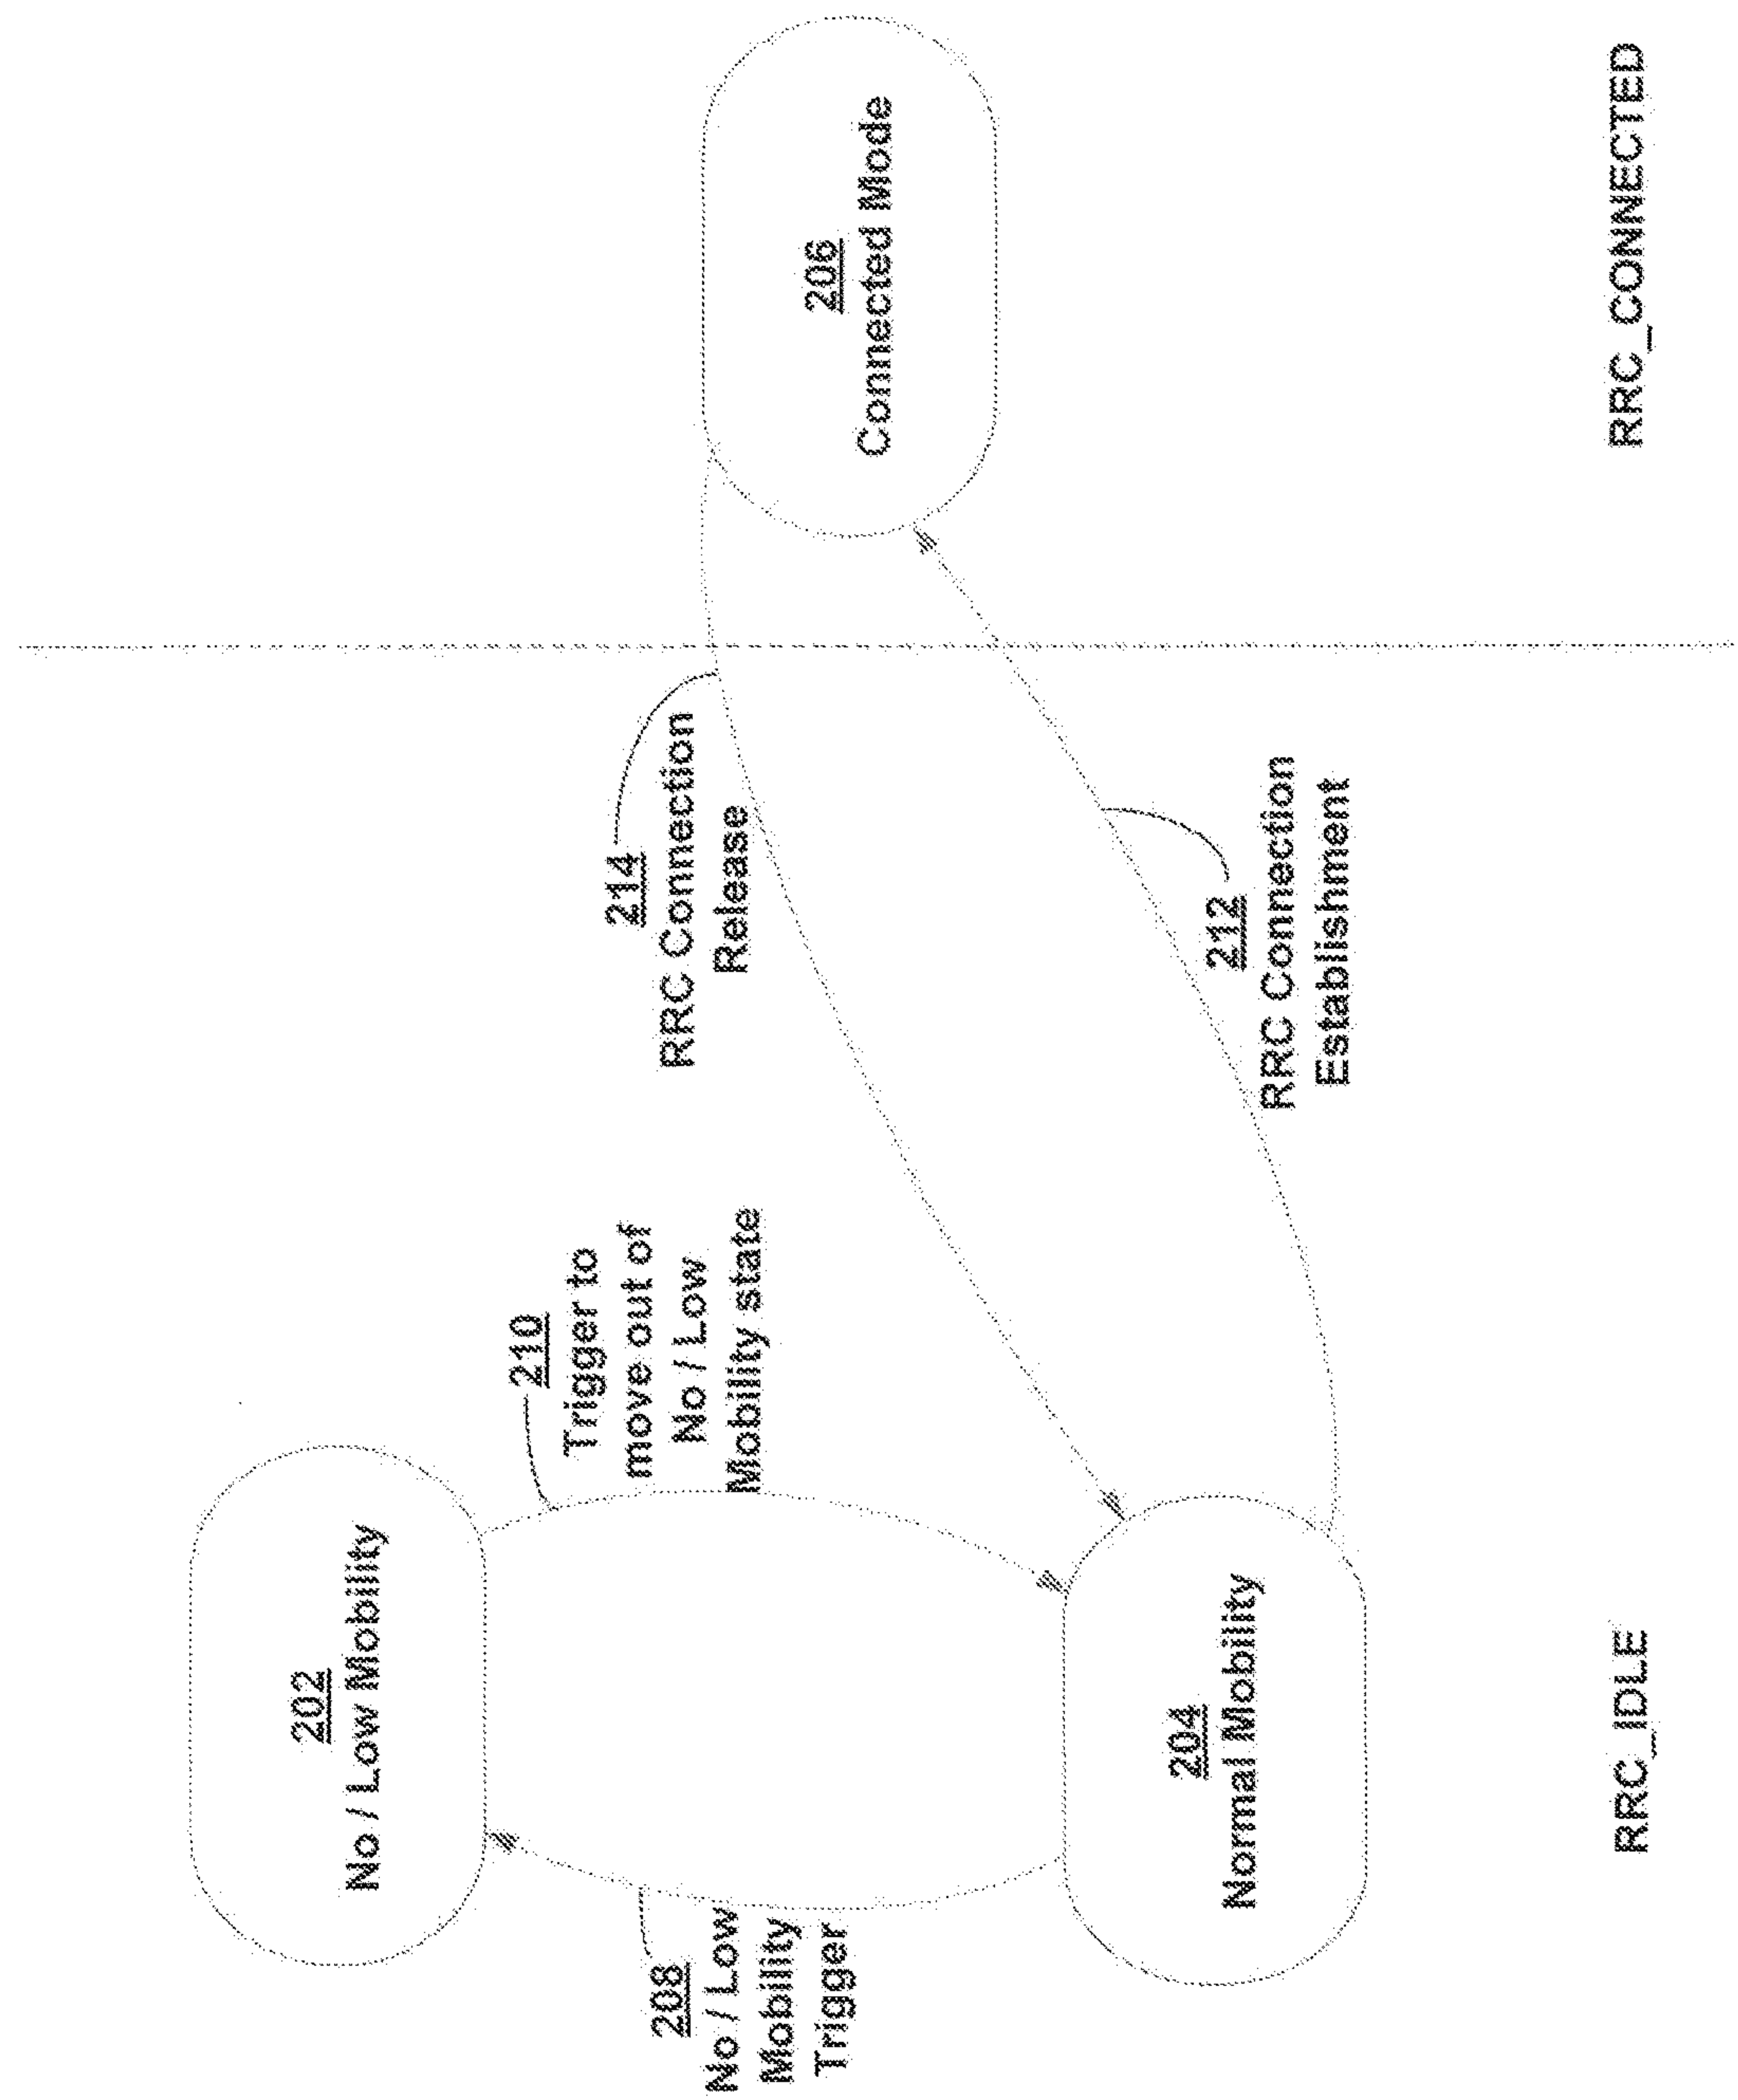 202
No / Low Mobility
210
Trigger to
move out of
No / Low
Mobility state
208
No / Low
Mobility
Trigger
204
Normal Mobility
214
RRC Connection
Release
212
RRC Connection
Establishment
206
Connected Mode
RRC_IDLE
RRC_CONNECTED